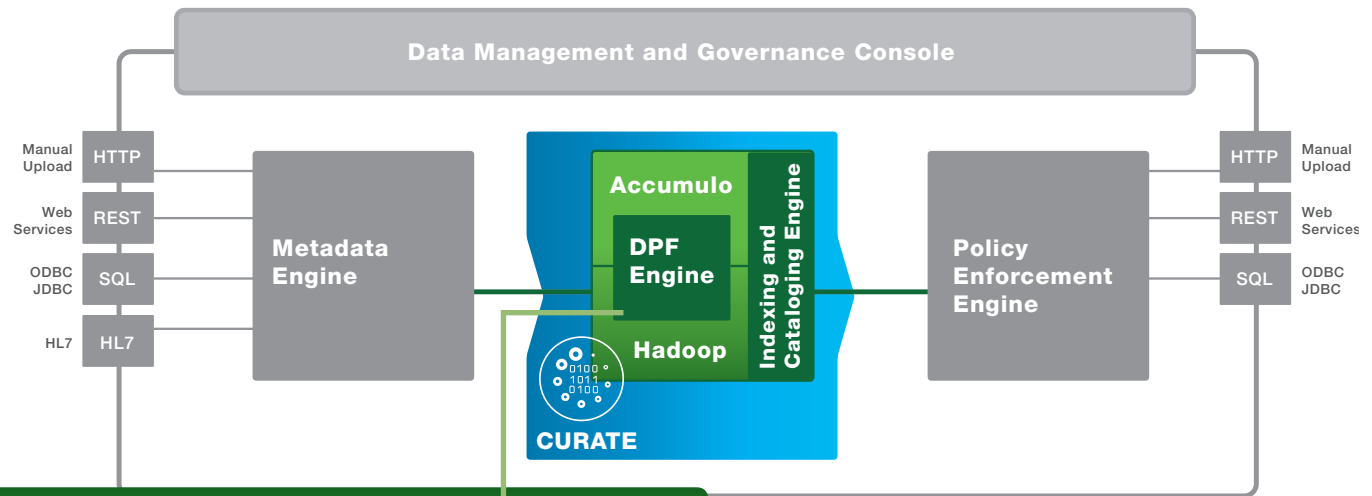 Data Management and Governance Console
Manual
Upload
HTTP
Web
Services
REST
ODBC
JDBC
SQL
HL7
HL7
Metadata
Engine
Accumulo
DPF
Engine
Hadoop
Indexing and
Cataloging Engine
0100
1011
0100
CURATE
Policy
Enforcement
Engine
HTTP
Manual
Upload
REST
Web
Services
SQL
ODBC
JDBC